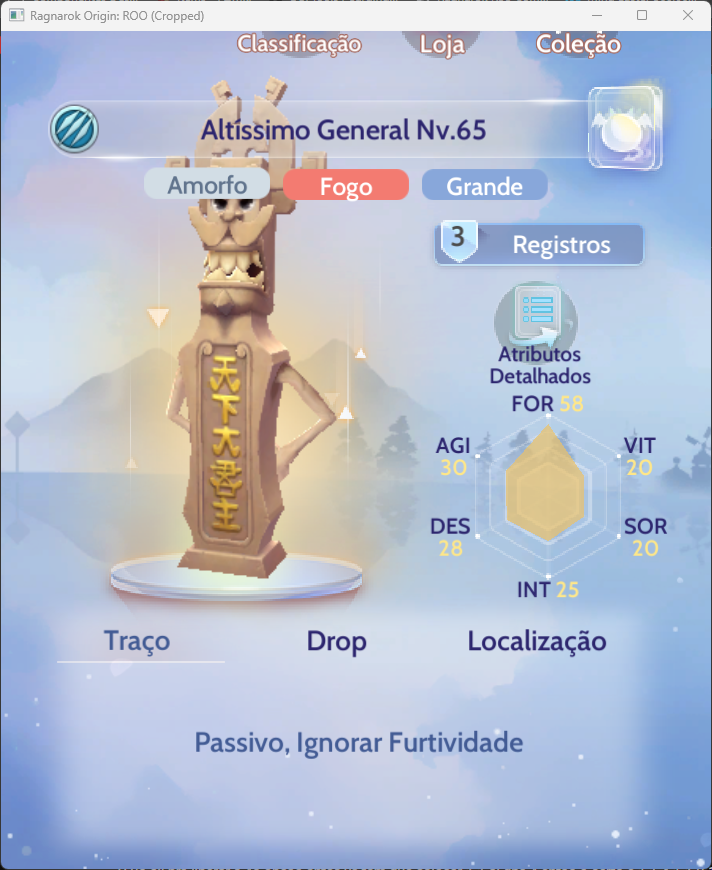 Ragnarok Origin: ROO (Cropped)
Classificação
Loja
Coleção
Altíssimo General Nv.65
Amorfo
Fogo
Grande
3
Registros
Atributos
Detalhados
FOR 58
AGI
30
VIT
20
DES
28
SOR
20
INT 25
天下大君主
Traço
Drop
Localização
Passivo, Ignorar Furtividade